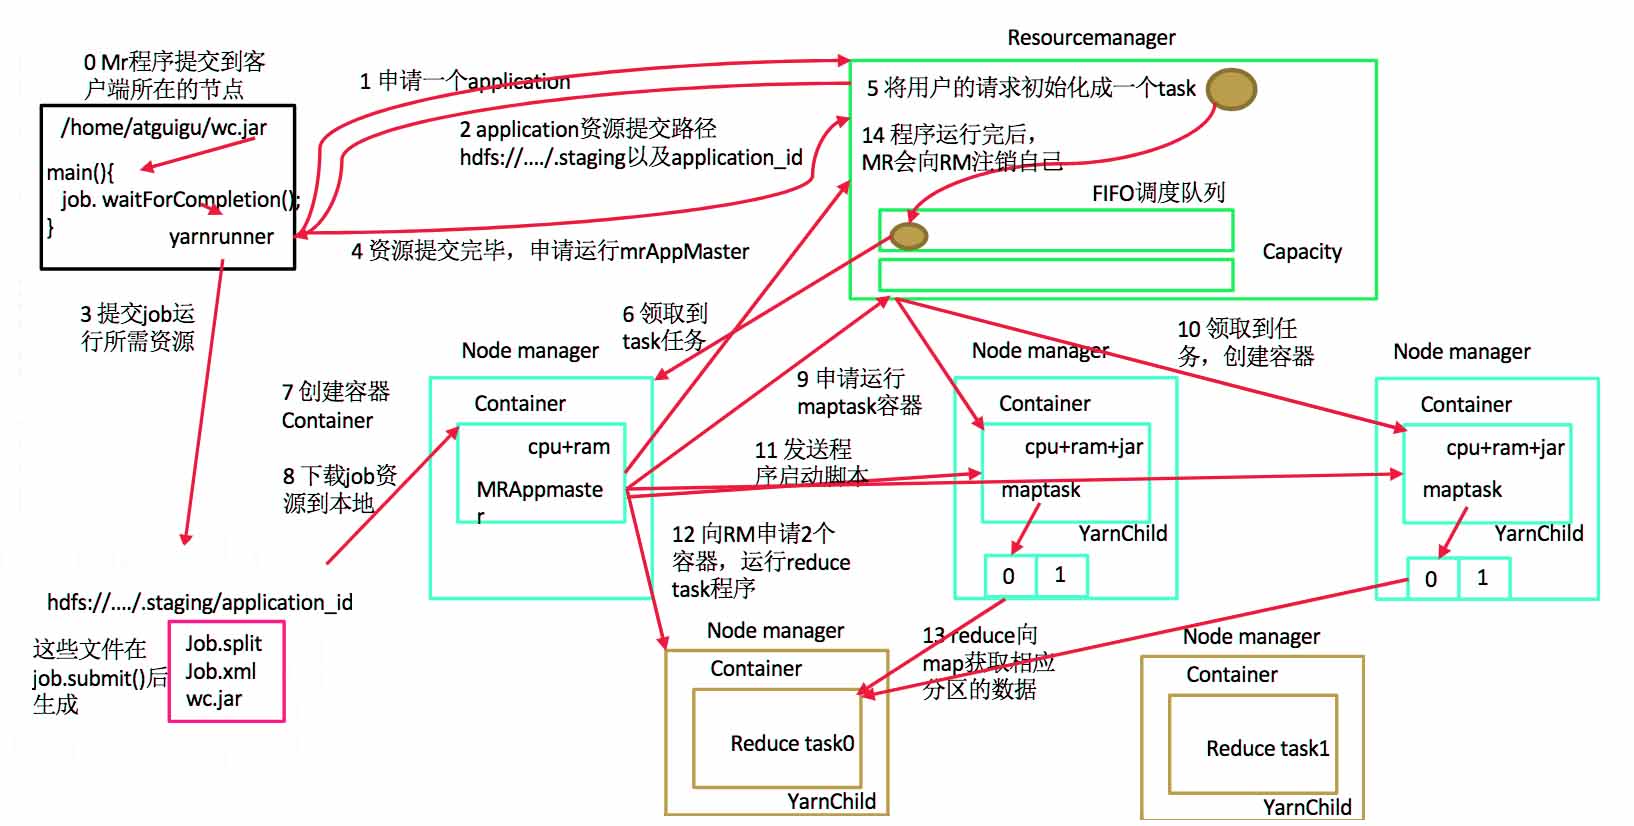 0 Mr程序提交到客
户端所在的节点
/home/atguigu/wc.jar
main(){
job. waitForCompletion();
}
yarnrunner
1 申请一个application
2 application资源提交路径
hdfs://..../.staging以及application_id
4 资源提交完毕，申请运行mrAppMaster
Resourcemanager
5 将用户的请求初始化成一个task
14 程序运行完后，
MR会向RM注销自己
FIFO调度队列
Capacity
3 提交job运
行所需资源
6 领取到
task任务
7 创建容器
Container
8 下载job资
源到本地
Node manager
Container
cpu+ram
MRAppmaste
r
9 申请运行
maptask容器
10 领取到任
务，创建容器
11 发送程
序启动脚本
Node manager
Container
cpu+ram+jar
maptask
YarnChild
0
1
Node manager
Container
cpu+ram+jar
maptask
YarnChild
0
1
12 向RM申请2个
容器，运行reduce
task程序
hdfs://..../.staging/application_id
这些文件在
job.submit()后
生成
Job.split
Job.xml
wc.jar
13 reduce向
map获取相应
分区的数据
Node manager
Container
Reduce task0
YarnChild
Node manager
Container
Reduce task1
YarnChild